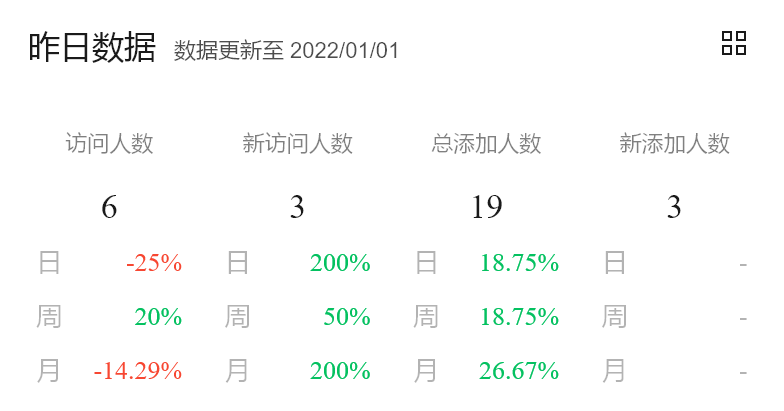 昨日数据 数据更新至 2022/01/01
访问人数 新访问人数 总添加人数 新添加人数
6 3 19 3
日 -25% 日 200% 日 18.75% 日 -
周 20% 周 50% 周 18.75% 周 -
月 -14.29% 月 200% 月 26.67% 月 -